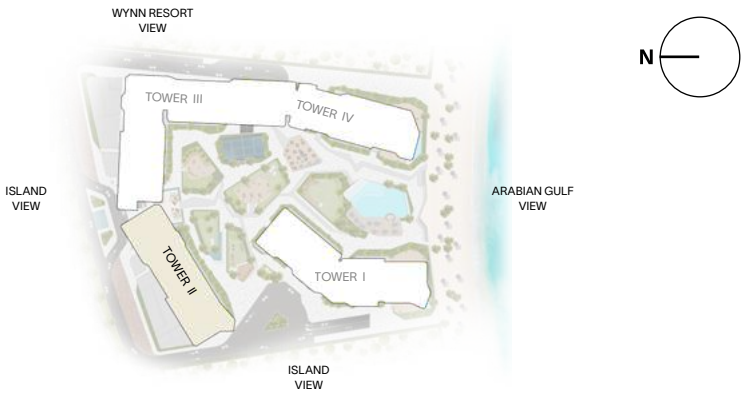 WYNN RESORT
VIEW
N
TOWER III
TOWER IV
ISLAND
VIEW
ARABIAN GULF
VIEW
TOWER II
TOWER I
ISLAND
VIEW